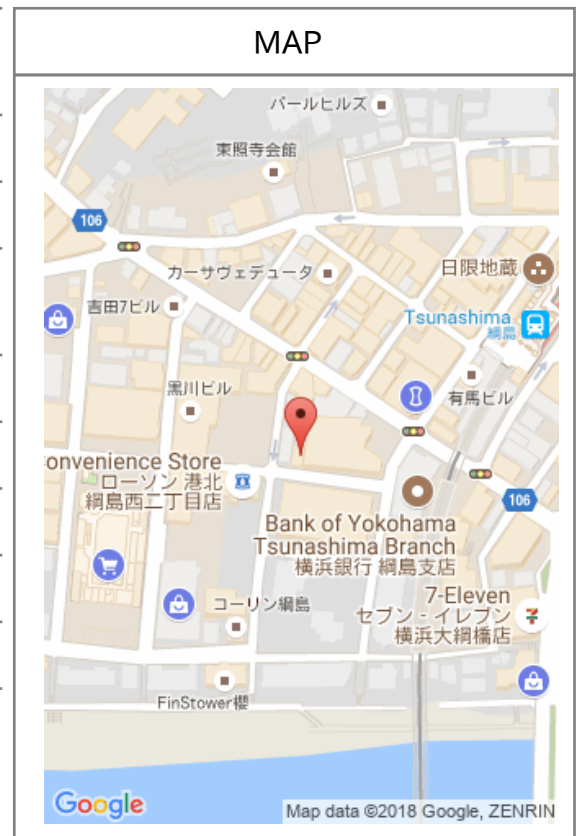 MAP
パールヒルズ
東照寺会館
106
カーサヴェデュータ
日限地蔵
吉田7ビル
Tsunashima
綱島
黒川ビル
有馬ビル
onvenience Store
ローソン 港北
綱島西二丁目店
106
Bank of Yokohama
Tsunashima Branch
横浜銀行 綱島支店
7-Eleven
セブン‐イレブン
横浜大綱橋店
コーリン綱島
FinStower櫻
Google
Map data ©2018 Google, ZENRIN